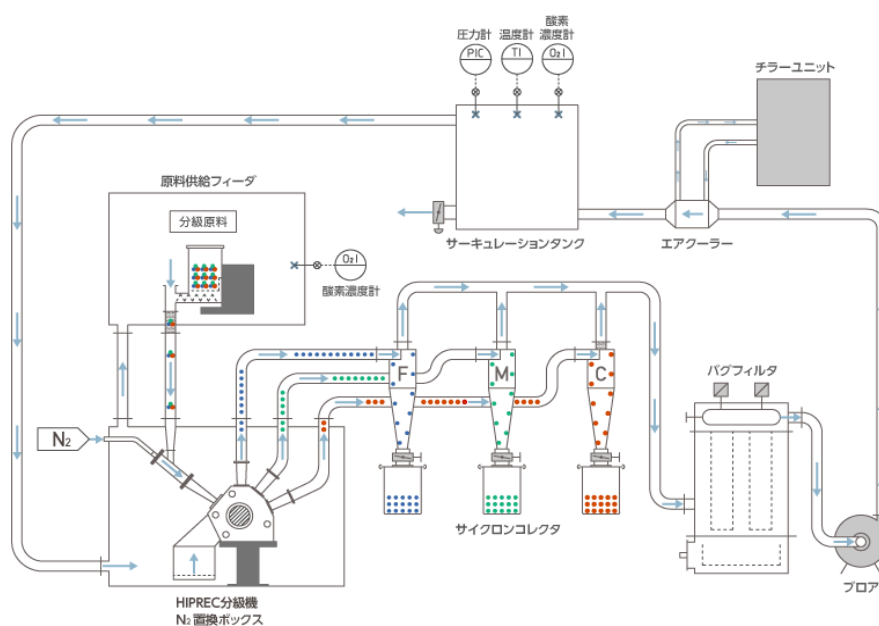 圧力計
温度計
酸素
濃度計
PIC
TI
O₂I
チラーユニット
原料供給フィーダ
分級原料
サーキュレーションタンク
エアクーラー
O₂I
酸素濃度計
F
M
C
バグフィルタ
N₂
サイクロンコレクタ
ブロア
HIPREC分級機
N₂置換ボックス